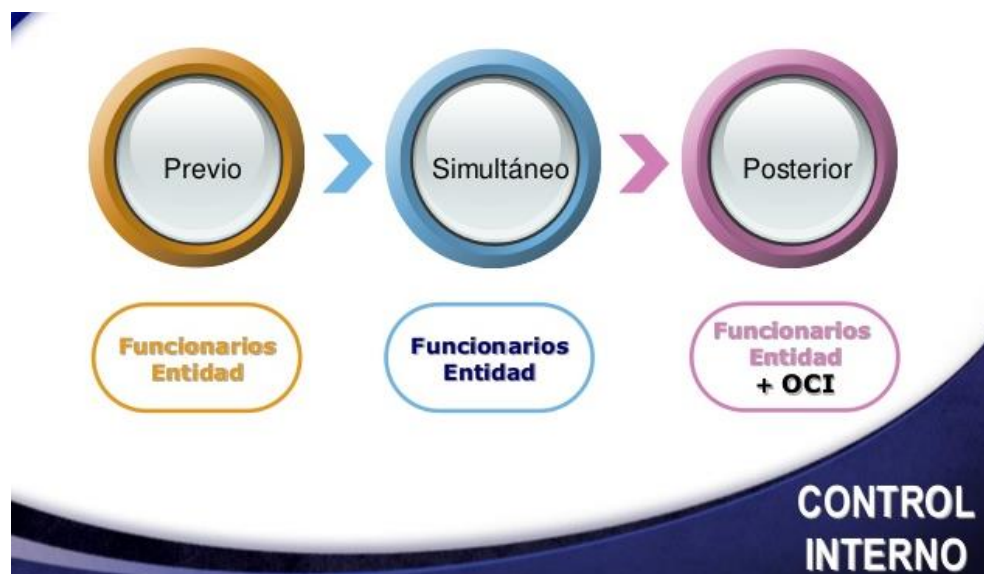 Previo
Simultáneo
Posterior
Funcionarios
Entidad
Funcionarios
Entidad
Funcionarios
Entidad
+ OCI
CONTROL
INTERNO